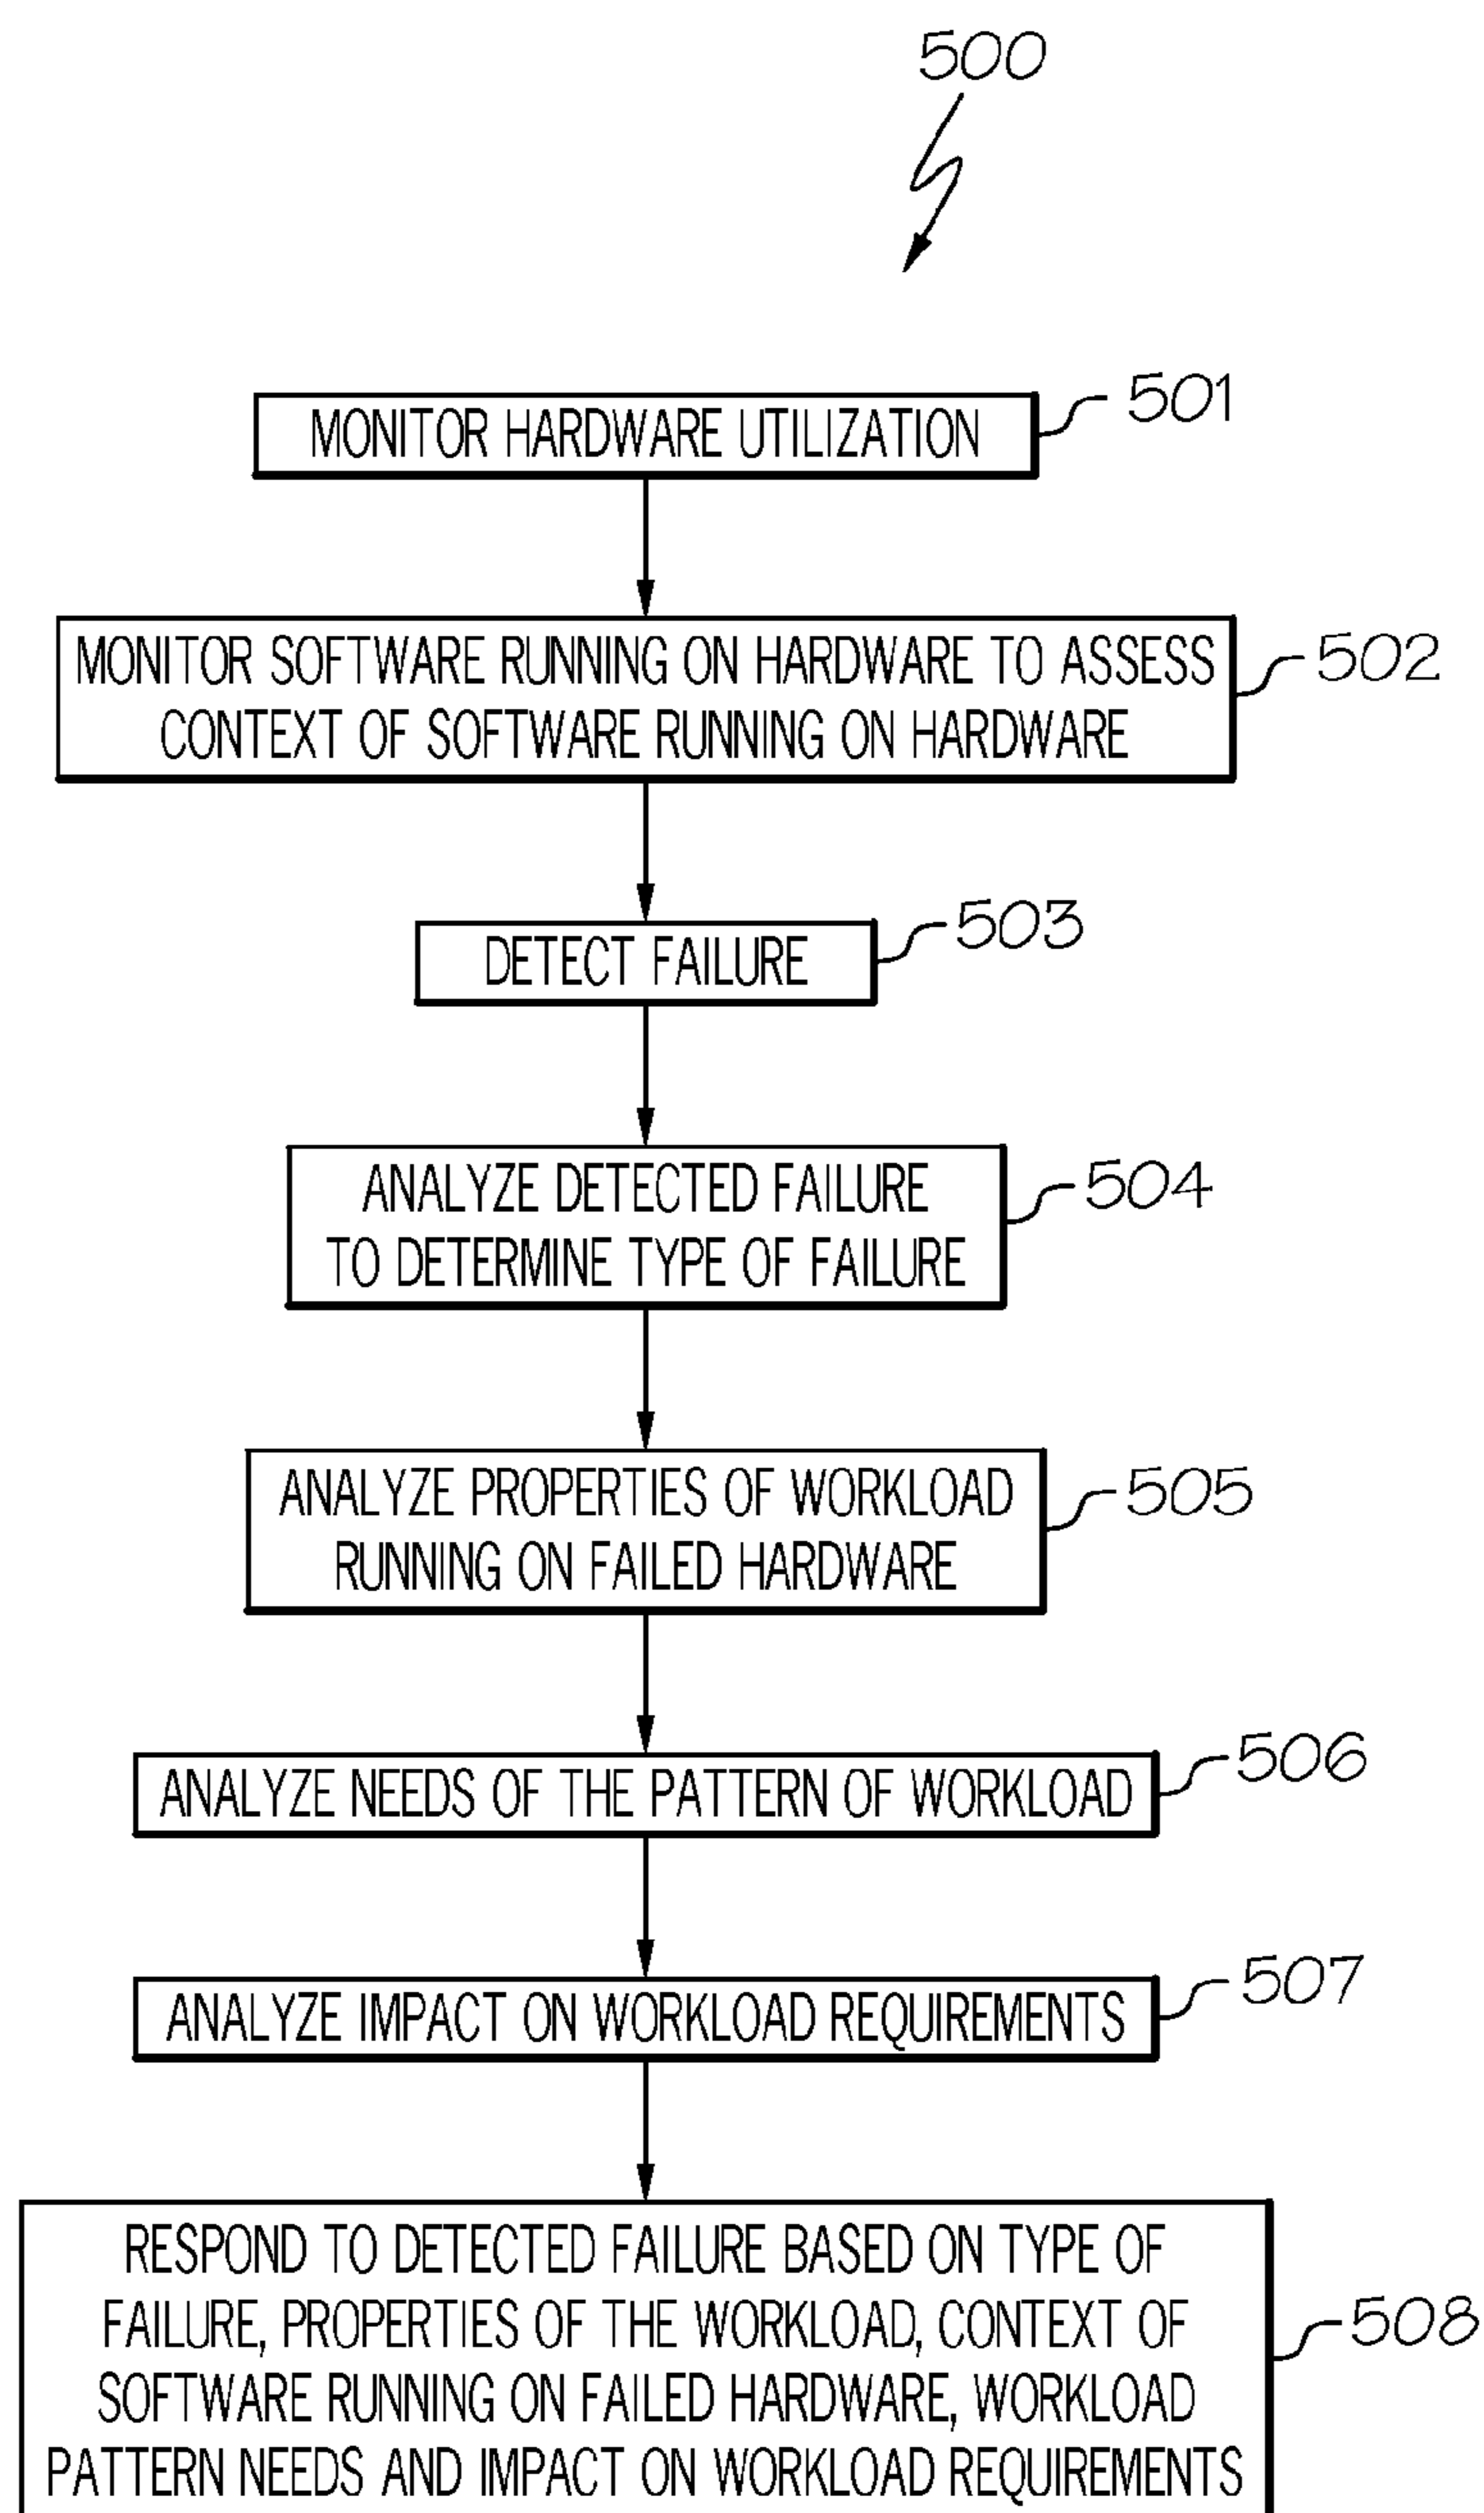 500
MONITOR HARDWARE UTILIZATION
501
MONITOR SOFTWARE RUNNING ON HARDWARE TO ASSESS
CONTEXT OF SOFTWARE RUNNING ON HARDWARE
502
DETECT FAILURE
503
ANALYZE DETECTED FAILURE
TO DETERMINE TYPE OF FAILURE
504
ANALYZE PROPERTIES OF WORKLOAD
RUNNING ON FAILED HARDWARE
505
ANALYZE NEEDS OF THE PATTERN OF WORKLOAD
506
ANALYZE IMPACT ON WORKLOAD REQUIREMENTS
507
RESPOND TO DETECTED FAILURE BASED ON TYPE OF
FAILURE, PROPERTIES OF THE WORKLOAD, CONTEXT OF
SOFTWARE RUNNING ON FAILED HARDWARE, WORKLOAD
PATTERN NEEDS AND IMPACT ON WORKLOAD REQUIREMENTS
508